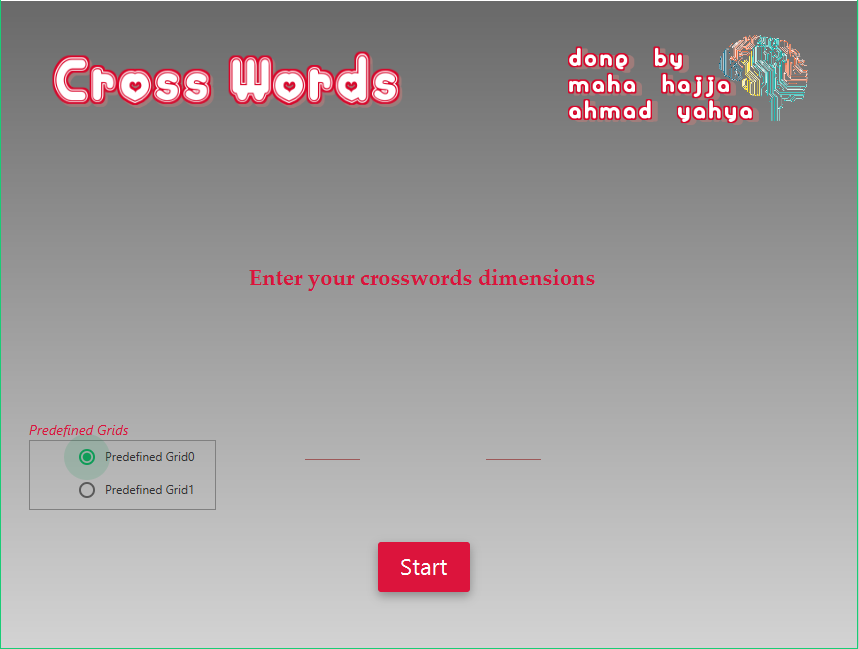 Cross Words
done by
maha hajja
ahmad yahya
Enter your crosswords dimensions
Predefined Grids
Predefined Grid0
Predefined Grid1
Start